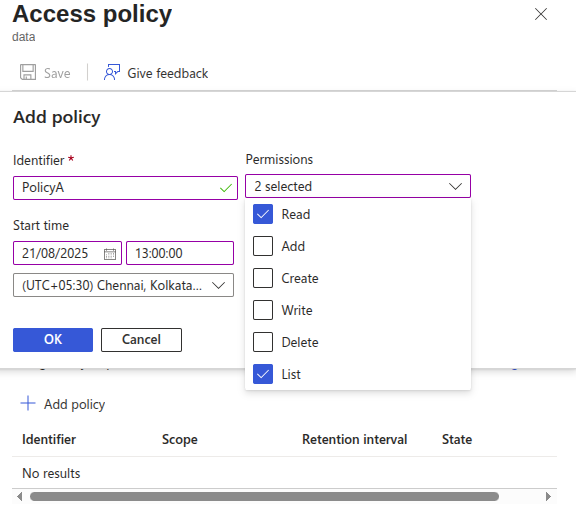 Access policy
data
Save
Give feedback
Add policy
Identifier *
Permissions
PolicyA
2 selected
Read
Add
Create
Write
Delete
List
Start time
21/08/2025
13:00:00
(UTC+05:30) Chennai, Kolkata...
OK
Cancel
Add policy
Identifier Scope Retention interval State
No results